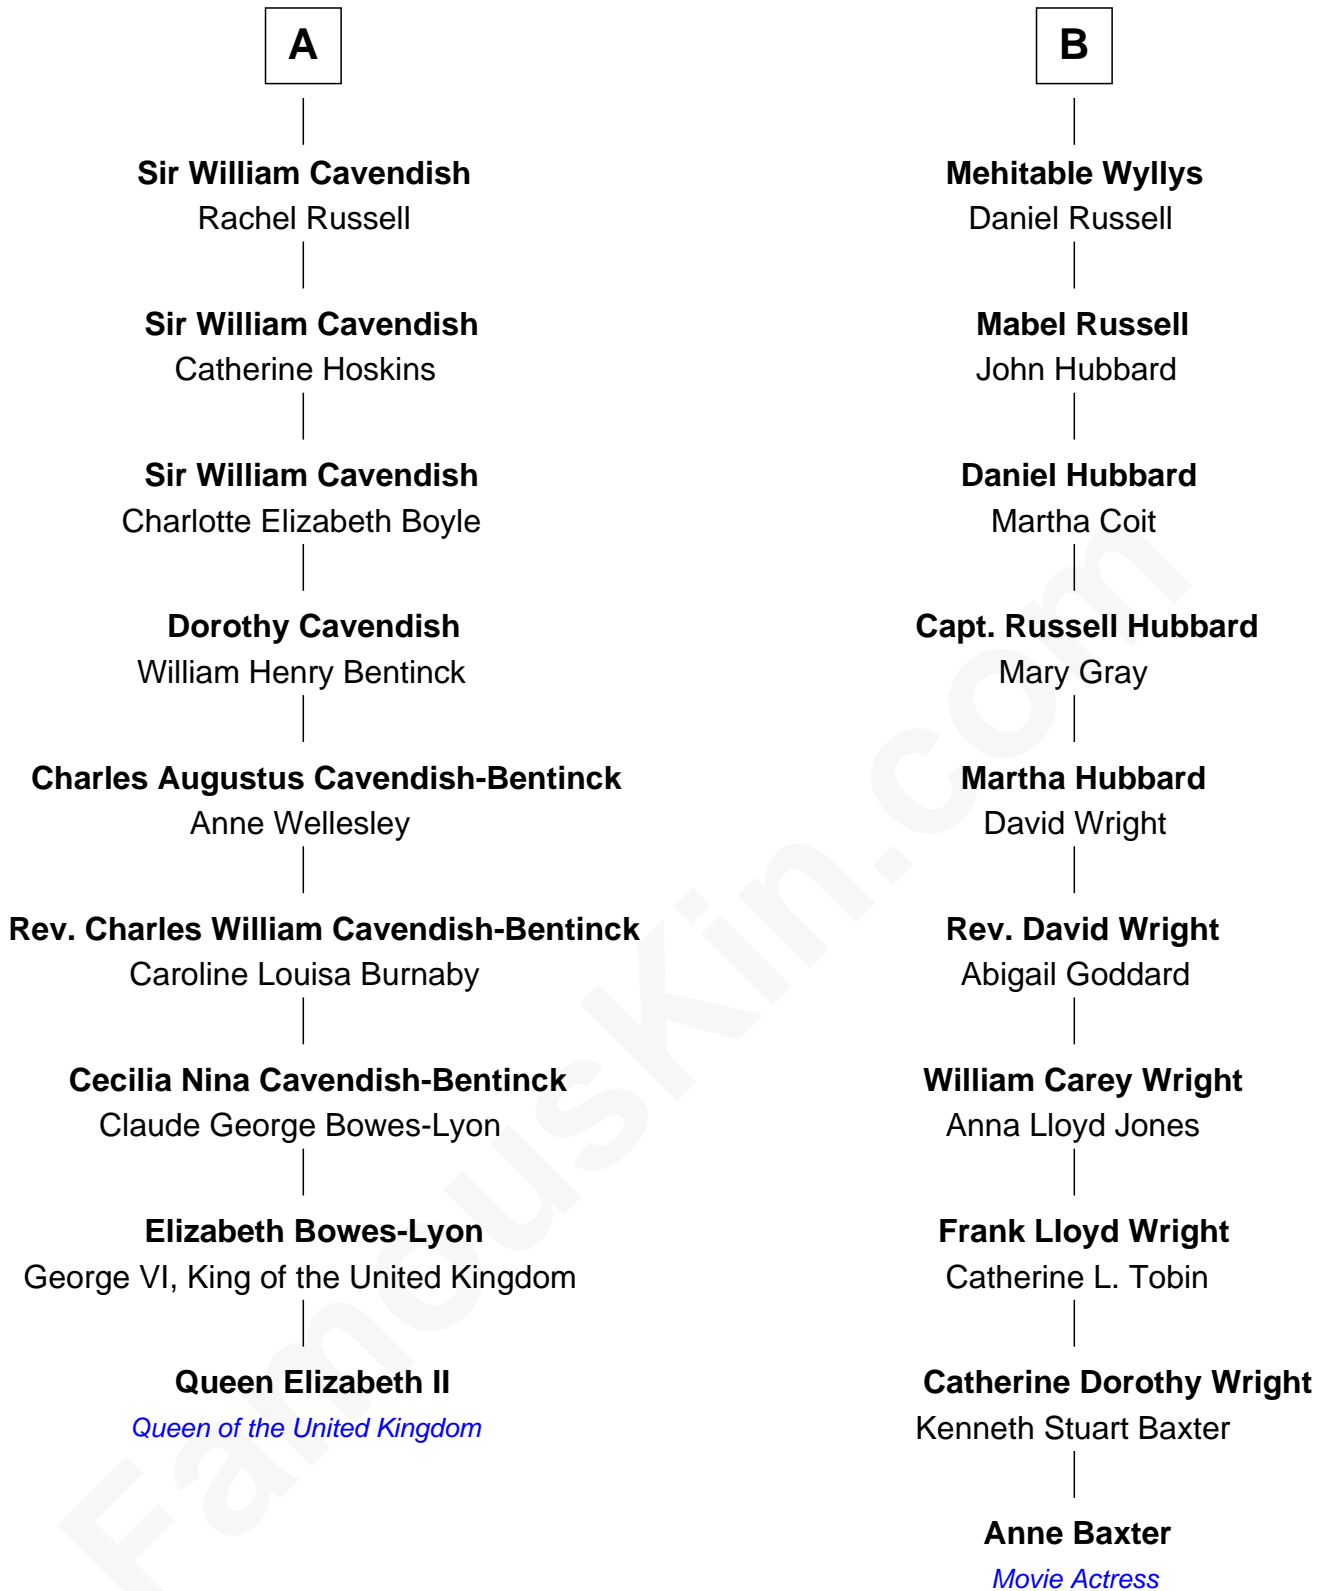 A
Sir William Cavendish
Rachel Russell
Sir William Cavendish
Catherine Hoskins
Sir William Cavendish
Charlotte Elizabeth Boyle
Dorothy Cavendish
William Henry Bentinck
Charles Augustus Cavendish-Bentinck
Anne Wellesley
Rev. Charles William Cavendish-Bentinck
Caroline Louisa Burnaby
Cecilia Nina Cavendish-Bentinck
Claude George Bowes-Lyon
Elizabeth Bowes-Lyon
George VI, King of the United Kingdom
Queen Elizabeth II
Queen of the United Kingdom
B
Mehitable Wyllys
Daniel Russell
Mabel Russell
John Hubbard
Daniel Hubbard
Martha Coit
Capt. Russell Hubbard
Mary Gray
Martha Hubbard
David Wright
Rev. David Wright
Abigail Goddard
William Carey Wright
Anna Lloyd Jones
Frank Lloyd Wright
Catherine L. Tobin
Catherine Dorothy Wright
Kenneth Stuart Baxter
Anne Baxter
Movie Actress
FamousKin.com